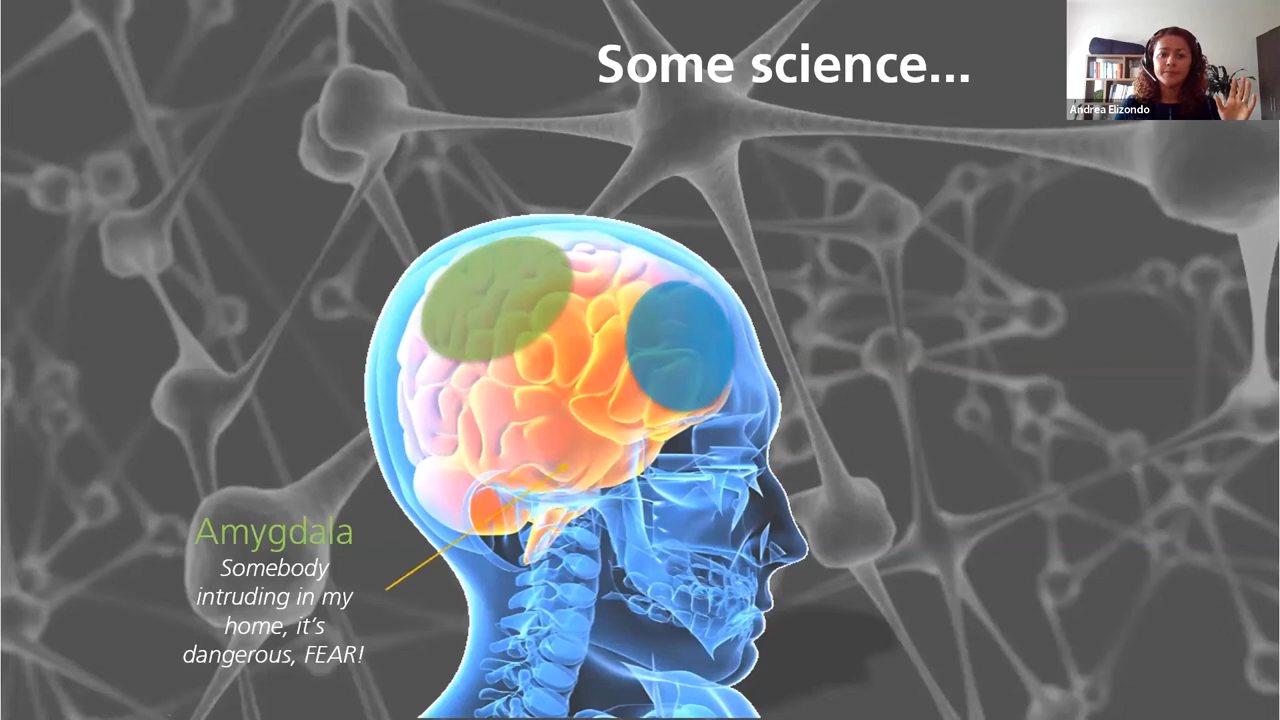 Some science...
Andrea Elizondo
Amygdala
Somebody
intruding in my
home, it's
dangerous, FEAR!